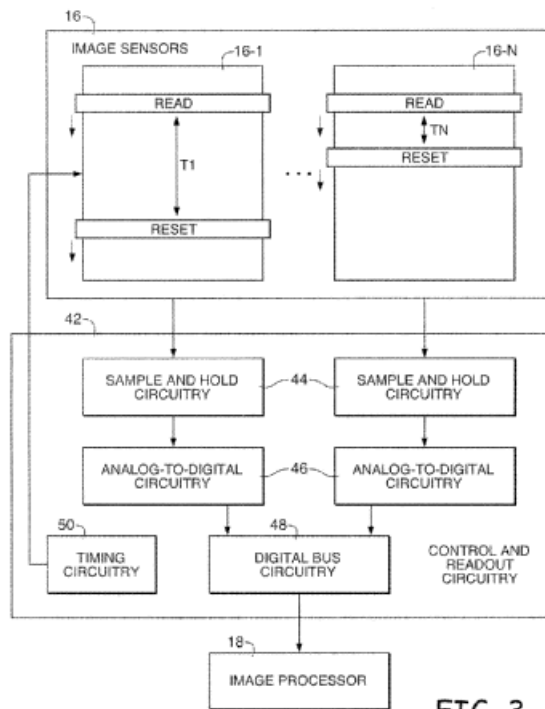 16
IMAGE SENSORS
16-1
16-N
READ
READ
T1
TN
RESET
RESET
42
SAMPLE AND HOLD
CIRCUITRY
44
SAMPLE AND HOLD
CIRCUITRY
ANALOG-TO-DIGITAL
CIRCUITRY
46
ANALOG-TO-DIGITAL
CIRCUITRY
50
TIMING
CIRCUITRY
48
DIGITAL BUS
CIRCUITRY
CONTROL AND
READOUT
CIRCUITRY
18
IMAGE PROCESSOR
FIG. 3